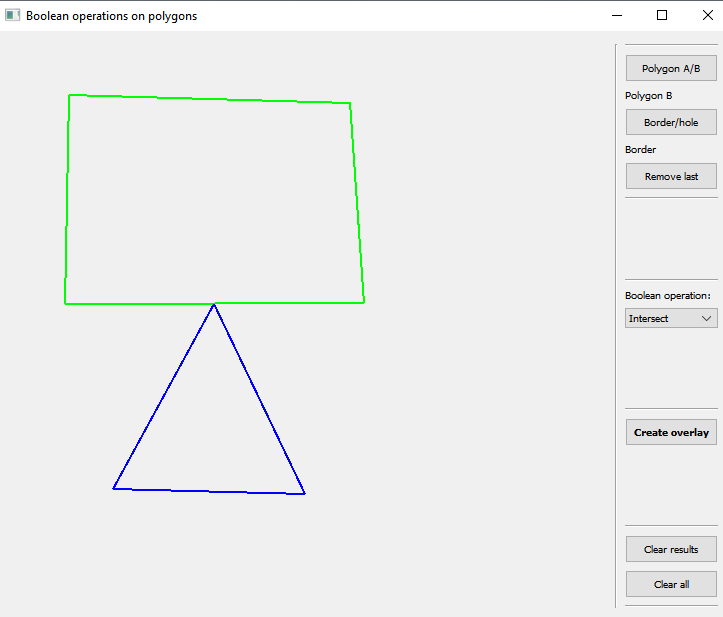 Boolean operations on polygons
Polygon A/B
Polygon B
Border/hole
Border
Remove last
Boolean operation:
Intersect
Create overlay
Clear results
Clear all